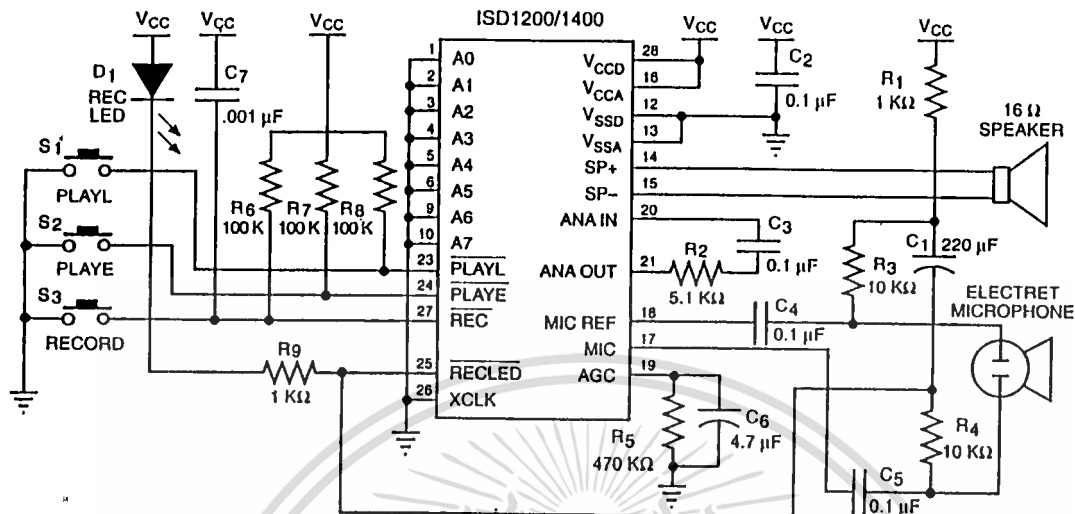 ISD1200/1400
VCC
D1
REC
LED
VCC
C7
.001 µF
VCC
S1
PLAYL
S2
PLAYE
S3
RECORD
R6
100 K
R7
100 K
R8
100 K
R9
1 KΩ
1 A0
2 A1
3 A2
4 A3
5 A4
6 A5
9 A6
10 A7
23 PLAYL
24 PLAYE
27 REC
25 RECLED
26 XCLK
VCCD 28
VCCA 16
VSSD 12
VSSA 13
SP+ 14
SP- 15
ANA IN 20
ANA OUT 21
MIC REF 18
MIC 17
AGC 19
VCC
VCC
C2
0.1 µF
VCC
R1
1 KΩ
16 Ω
SPEAKER
R2
5.1 KΩ
C3
0.1 µF
R3
10 KΩ
C1
220 µF
C4
0.1 µF
ELECTRET
MICROPHONE
R5
470 KΩ
C6
4.7 µF
R4
10 KΩ
C5
0.1 µF